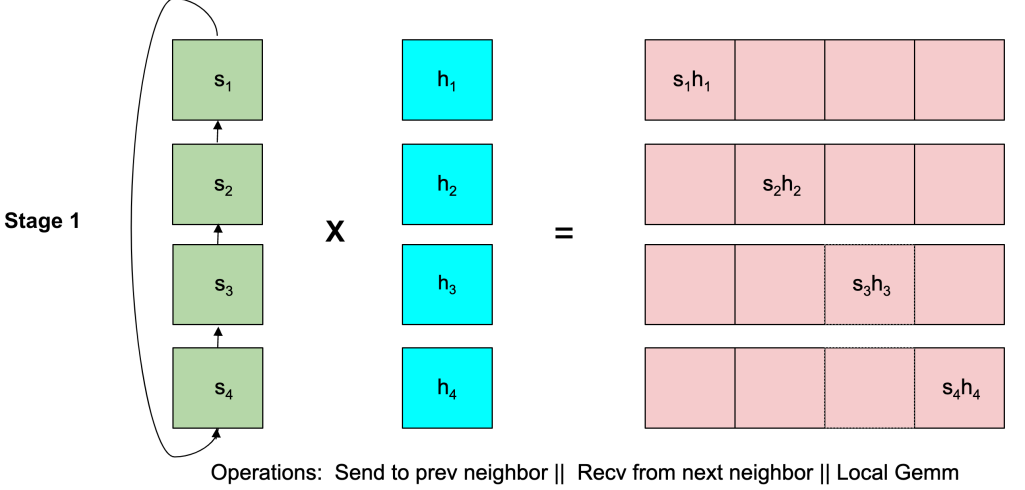 s₁ h₁ s₁h₁
s₂ h₂ s₂h₂
Stage 1 X =
s₃ h₃ s₃h₃
s₄ h₄ s₄h₄
Operations: Send to prev neighbor || Recv from next neighbor || Local Gemm